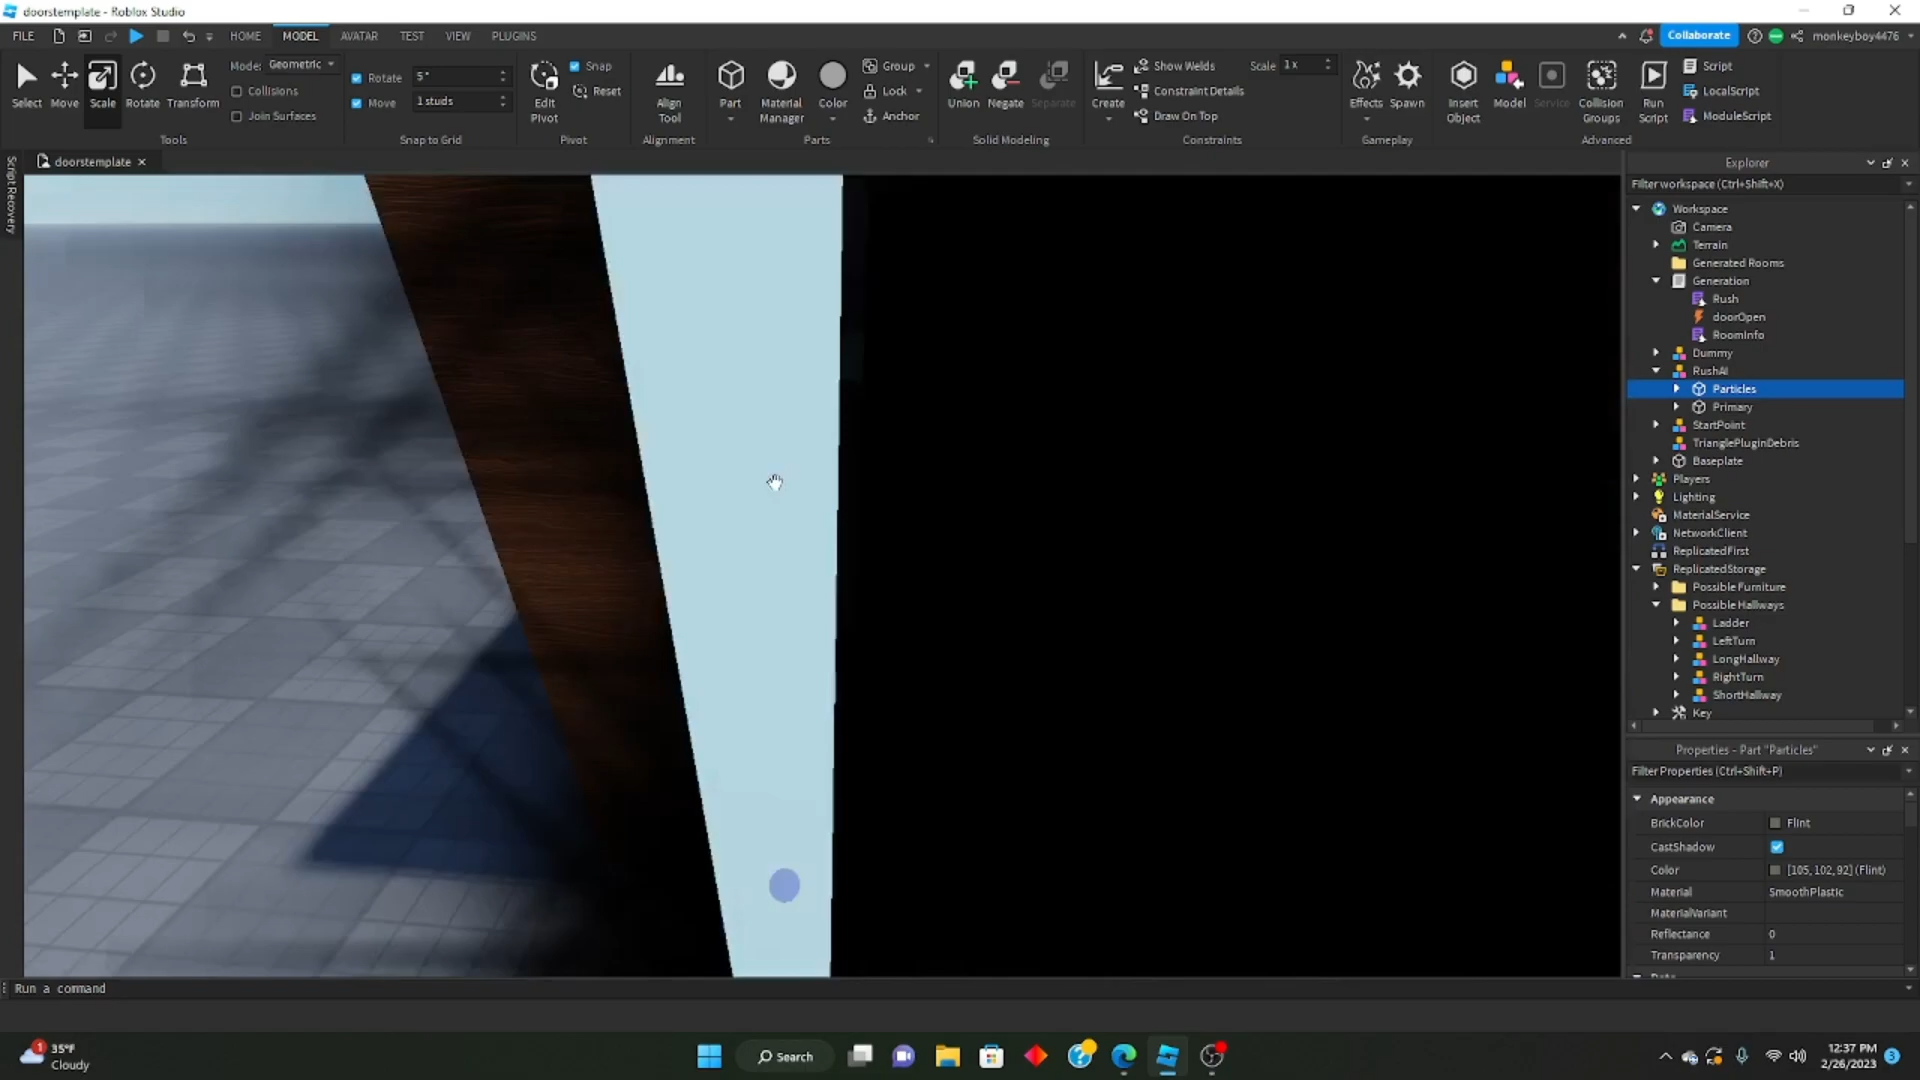 doorstemplate - Roblox Studio
FILE HOME MODEL AVATAR TEST VIEW PLUGINS Collaborate monkeyboy4476
Select Move Scale Rotate Transform
Mode: Geometric
Collisions
Join Surfaces
Tools
Rotate 5°
Move 1 studs
Snap to Grid
Edit Pivot
Snap
Reset
Pivot
Align Tool
Alignment
Part
Material Manager
Color
Group
Lock
Anchor
Parts
Union Negate Separate
Solid Modeling
Create
Show Welds
Constraint Details
Draw On Top
Scale 1 x
Constraints
Effects Spawn
Gameplay
Insert Object
Model
Service
Collision Groups
Run Script
Script
LocalScript
ModuleScript
Advanced
Script Recovery
doorstemplate
Explorer
Filter workspace (Ctrl+Shift+X)
Workspace
Camera
Terrain
Generated Rooms
Generation
Rush
doorOpen
RoomInfo
Dummy
RushAI
Particles
Primary
StartPoint
TrianglePluginDebris
Baseplate
Players
Lighting
MaterialService
NetworkClient
ReplicatedFirst
ReplicatedStorage
Possible Furniture
Possible Hallways
Ladder
LeftTurn
LongHallway
RightTurn
ShortHallway
Key
Properties - Part "Particles"
Filter Properties (Ctrl+Shift+P)
Appearance
BrickColor Flint
CastShadow
Color [105, 102, 92] (Flint)
Material SmoothPlastic
MaterialVariant
Reflectance 0
Transparency 1
Run a command
1
35°F
Cloudy
Search
12:37 PM
2/26/2023
3